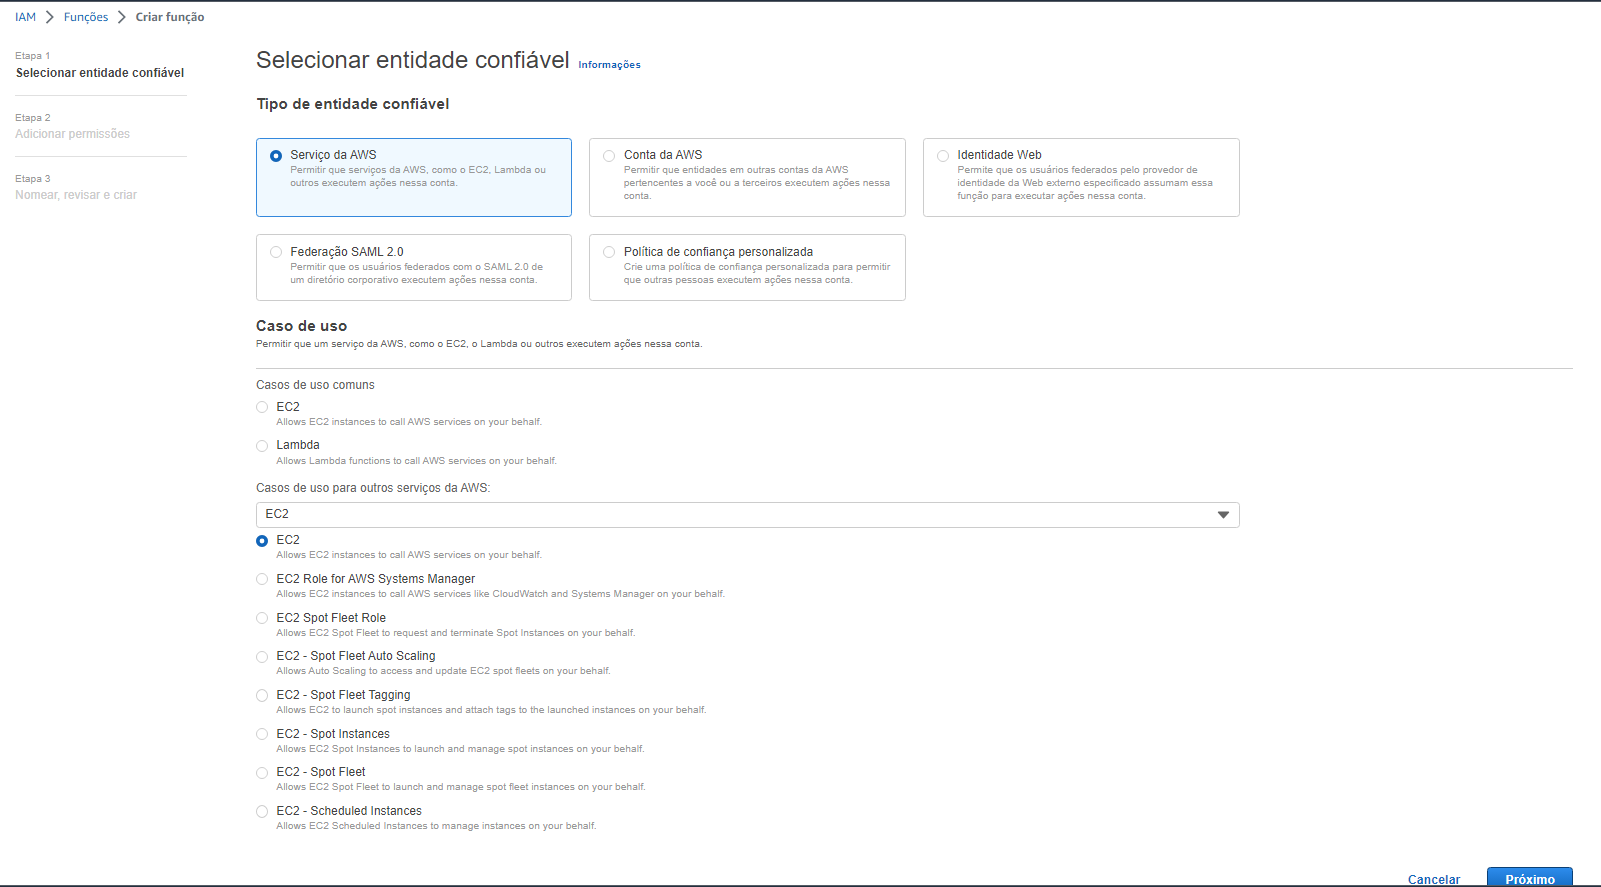 IAM > Funções > Criar função
Etapa 1
Selecionar entidade confiável
Etapa 2
Adicionar permissões
Etapa 3
Nomear, revisar e criar
Selecionar entidade confiável Informações
Tipo de entidade confiável
Serviço da AWS
Permitir que serviços da AWS, como o EC2, Lambda ou
outros executem ações nessa conta.
Conta da AWS
Permitir que entidades em outras contas da AWS
pertencentes a você ou a terceiros executem ações nessa
conta.
Identidade Web
Permite que os usuários federados pelo provedor de
identidade da Web externo especificado assumam essa
função para executar ações nessa conta.
Federação SAML 2.0
Permitir que os usuários federados com o SAML 2.0 de
um diretório corporativo executem ações nessa conta.
Política de confiança personalizada
Crie uma política de confiança personalizada para permitir
que outras pessoas executem ações nessa conta.
Caso de uso
Permitir que um serviço da AWS, como o EC2, o Lambda ou outros executem ações nessa conta.
Casos de uso comuns
EC2
Allows EC2 instances to call AWS services on your behalf.
Lambda
Allows Lambda functions to call AWS services on your behalf.
Casos de uso para outros serviços da AWS:
EC2
EC2
Allows EC2 instances to call AWS services on your behalf.
EC2 Role for AWS Systems Manager
Allows EC2 instances to call AWS services like CloudWatch and Systems Manager on your behalf.
EC2 Spot Fleet Role
Allows EC2 Spot Fleet to request and terminate Spot Instances on your behalf.
EC2 - Spot Fleet Auto Scaling
Allows Auto Scaling to access and update EC2 spot fleets on your behalf.
EC2 - Spot Fleet Tagging
Allows EC2 to launch spot instances and attach tags to the launched instances on your behalf.
EC2 - Spot Instances
Allows EC2 Spot Instances to launch and manage spot instances on your behalf.
EC2 - Spot Fleet
Allows EC2 Spot Fleet to launch and manage spot fleet instances on your behalf.
EC2 - Scheduled Instances
Allows EC2 Scheduled Instances to manage instances on your behalf.
Cancelar Próximo